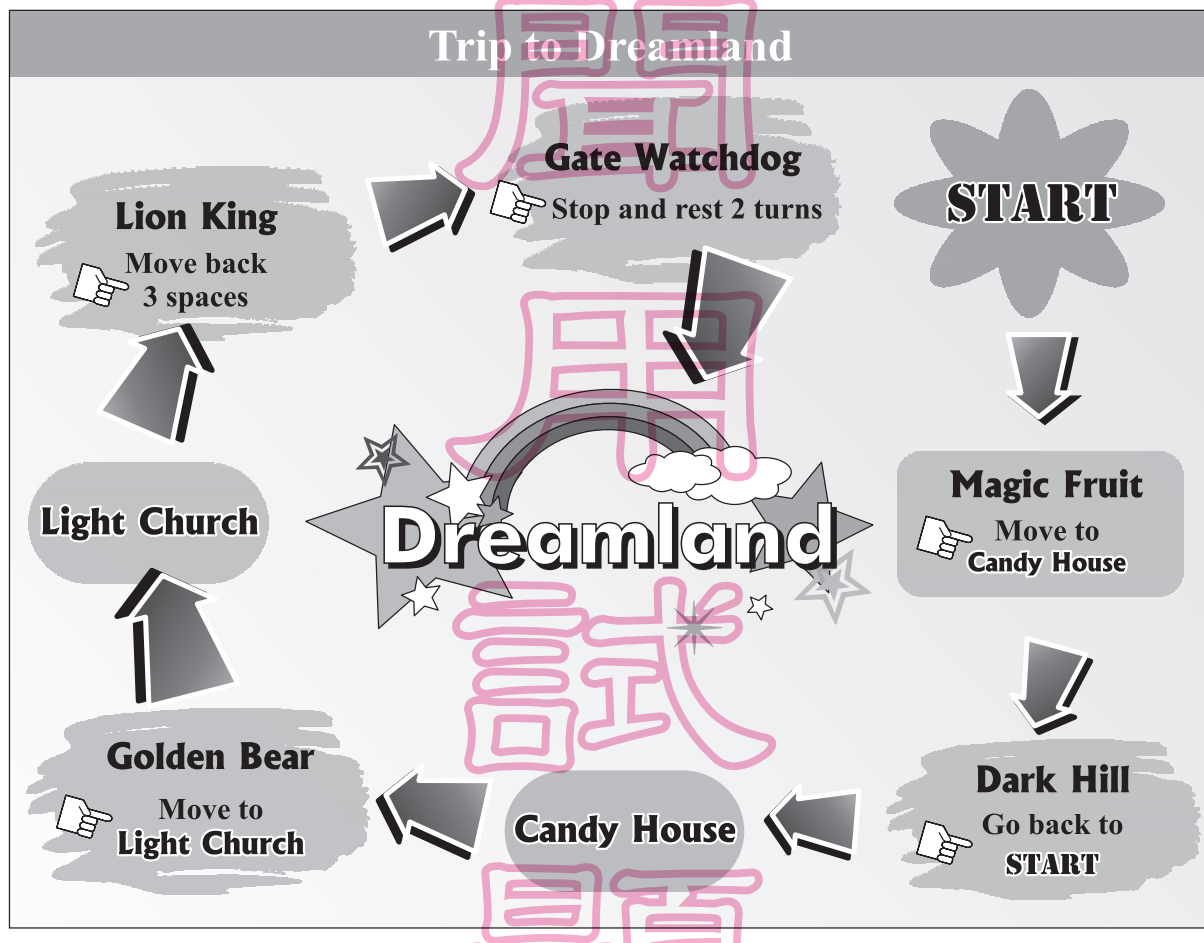 Trip to Dreamland
START
Magic Fruit
Move to
Candy House
Dark Hill
Go back to
START
Candy House
Golden Bear
Move to
Light Church
Light Church
Lion King
Move back
3 spaces
Gate Watchdog
Stop and rest 2 turns
Dreamland
用
試